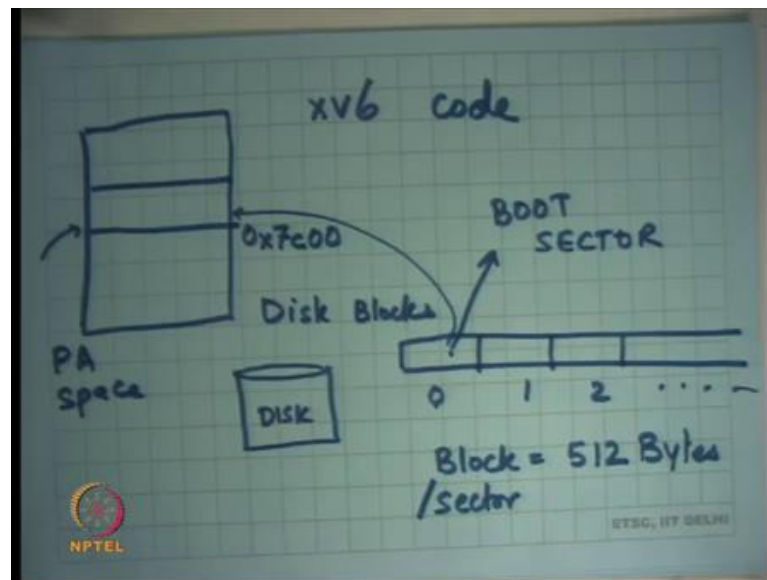 xv6 code
BOOT
SECTOR
0x7c00
Disk Blocks
PA
Space
DISK
0 1 2 ....
Block = 512 Bytes
/sector
NPTEL
ETSC, IIT DELHI